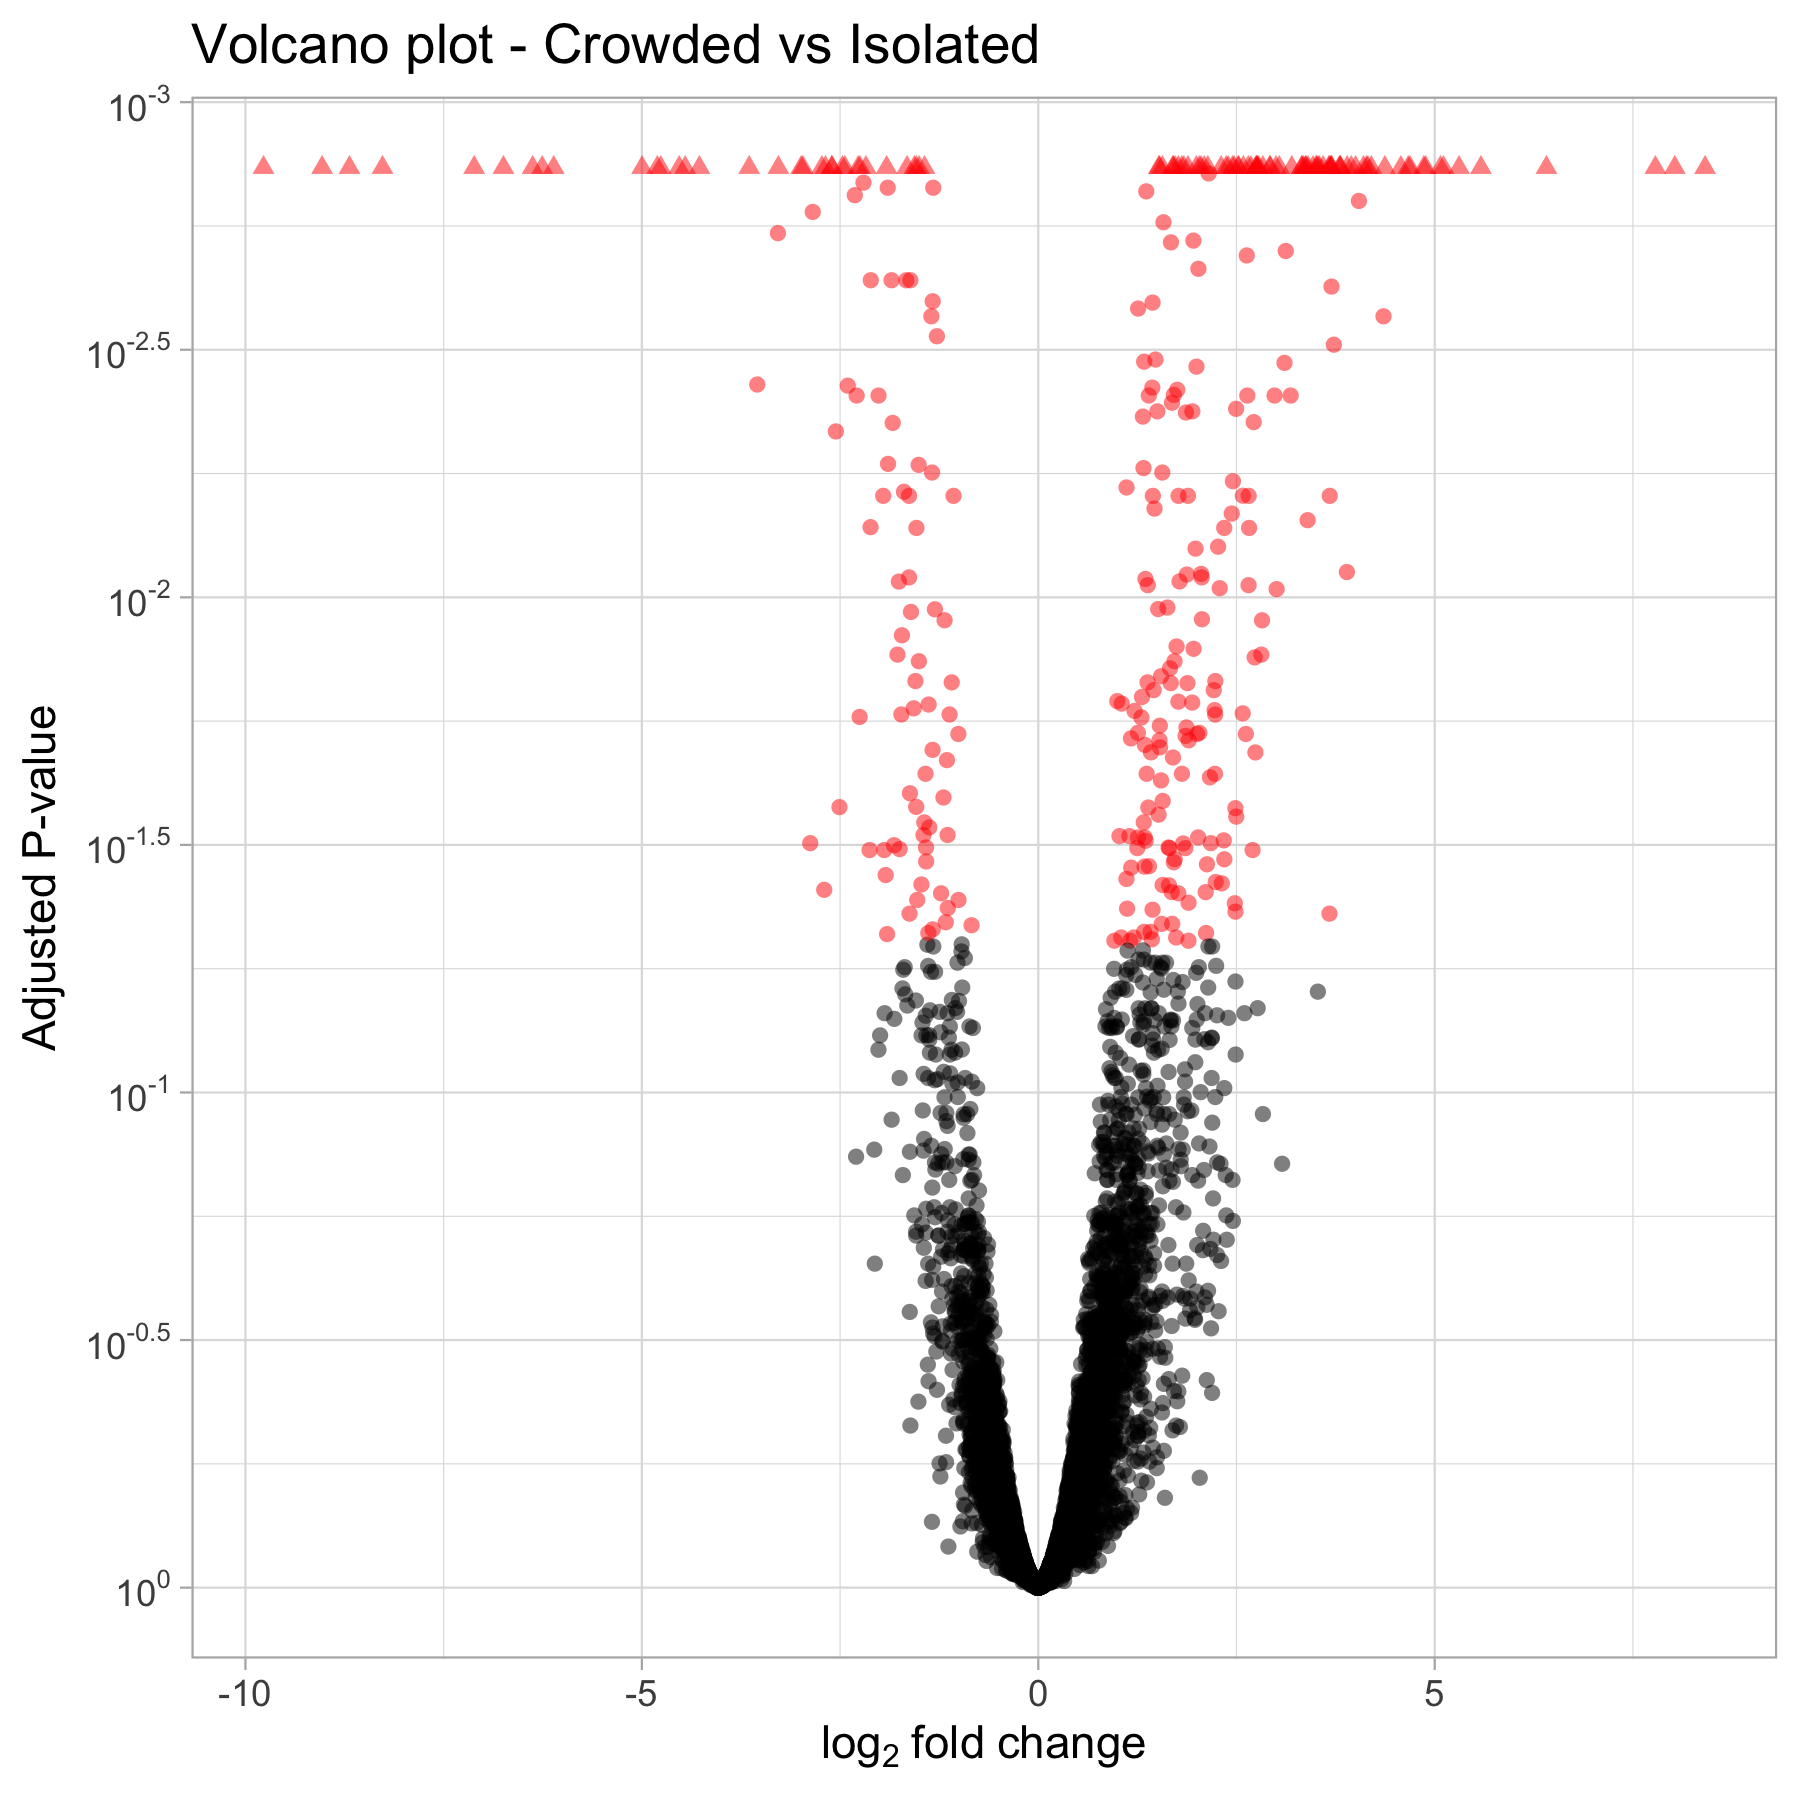 Volcano plot - Crowded vs Isolated
10⁻³
10⁻²·⁵
10⁻²
10⁻¹·⁵
10⁻¹
10⁻⁰·⁵
10⁰
Adjusted P-value
-10 -5 0 5
log₂ fold change